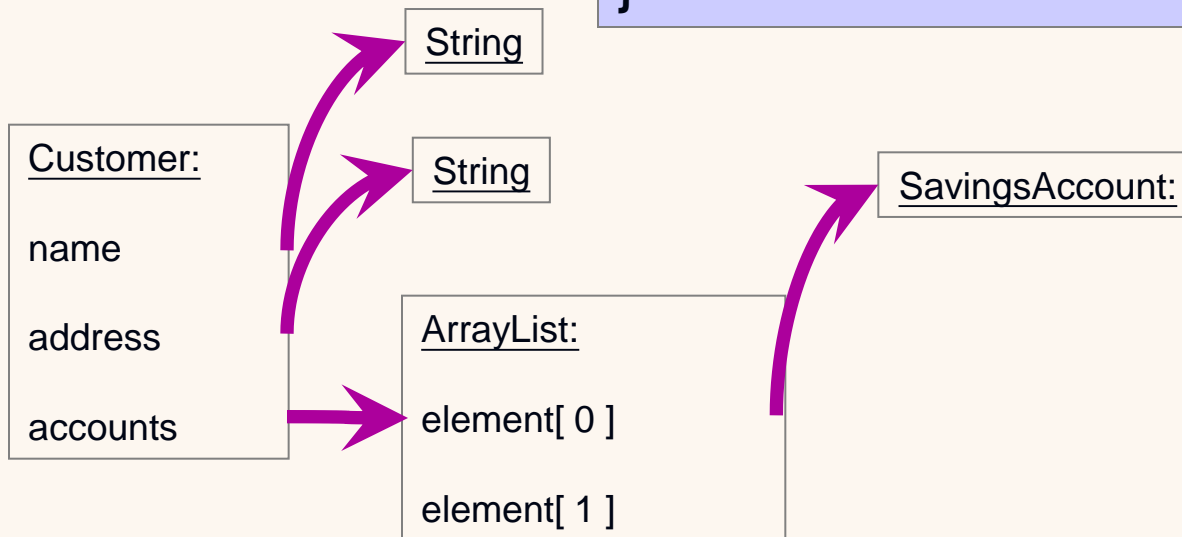 }
String
Customer:
String
SavingsAccount:
name
ArrayList:
address
element[ 0 ]
accounts
element[ 1 ]